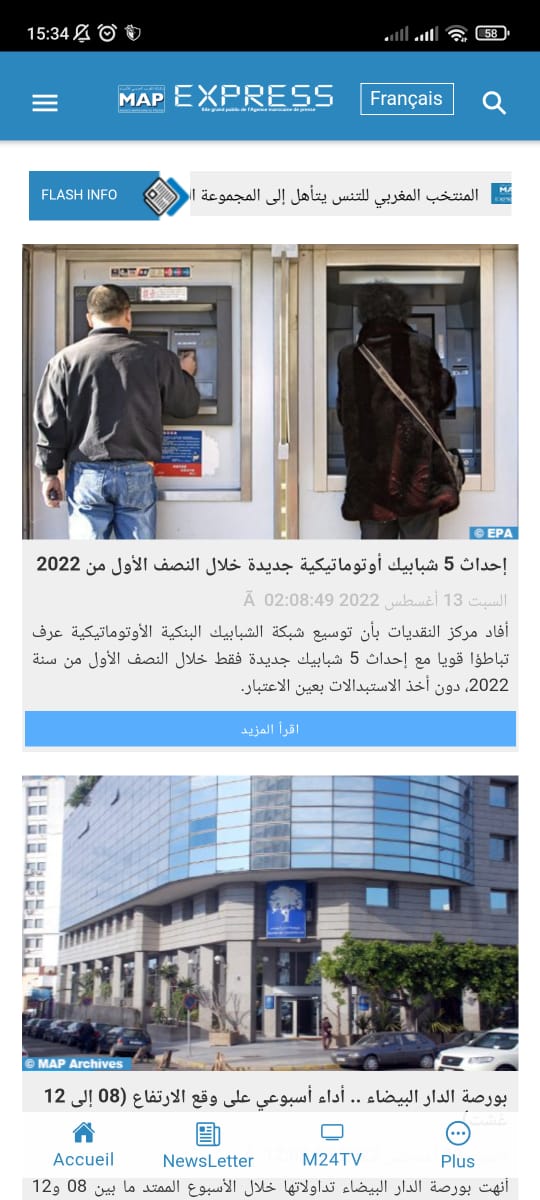 15:34
58
MAP EXPRESS
Site grand public de l'Agence marocaine de presse
Français
FLASH INFO
المنتخب المغربي للتنس يتأهل إلى المجموعة
© EPA
إحداث 5 شبابيك أوتوماتيكية جديدة خلال النصف الأول من 2022
السبت 13 أغسطس 2022 02:08:49 Ã
أفاد مركز النقديات بأن توسيع شبكة الشبابيك البنكية الأوتوماتيكية عرف
تباطؤا قويا مع إحداث 5 شبابيك جديدة فقط خلال النصف الأول من سنة
2022، دون أخذ الاستبدالات بعين الاعتبار.
اقرأ المزيد
© MAP Archives
بورصة الدار البيضاء .. أداء أسبوعي على وقع الارتفاع (08 إلى 12
غشت)
Accueil
NewsLetter
M24TV
Plus
أنهت بورصة الدار البيضاء تداولاتها خلال الأسبوع الممتد ما بين 08 و12